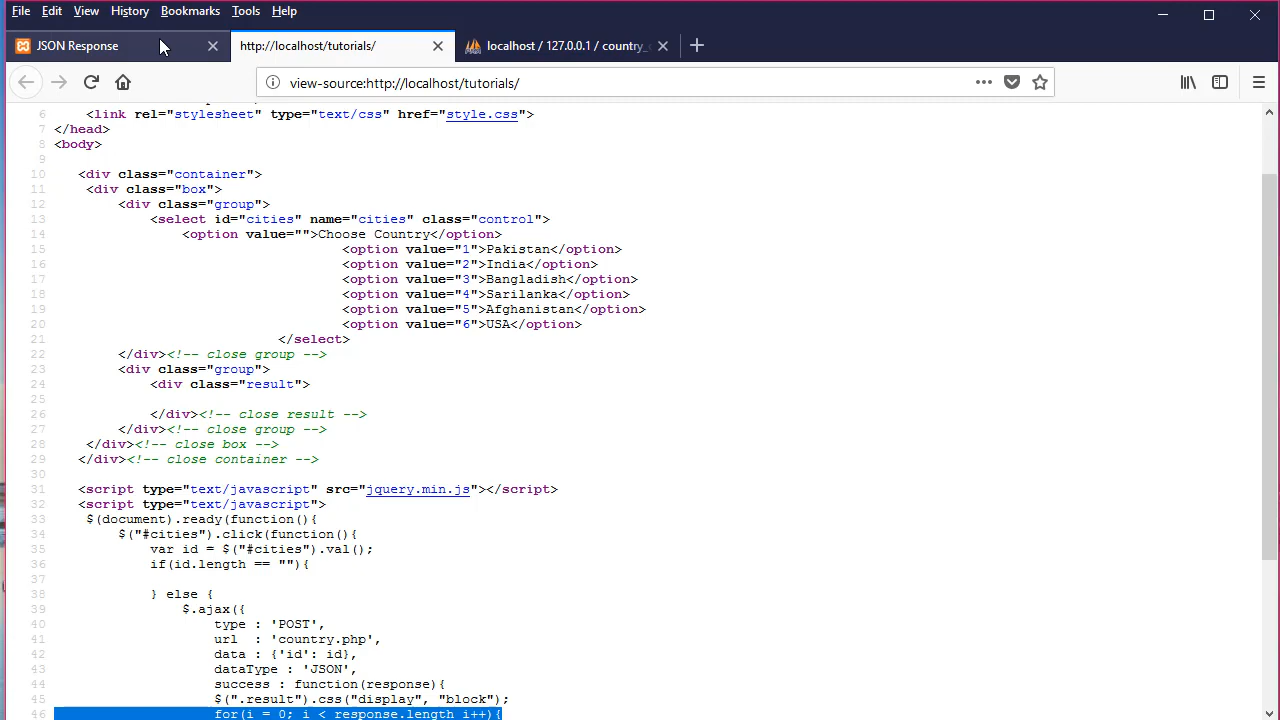 File Edit View History Bookmarks Tools Help
JSON Response http://localhost/tutorials/ localhost / 127.0.0.1 / country_
view-source:http://localhost/tutorials/
6 <link rel="stylesheet" type="text/css" href="style.css">
7 </head>
8 <body>
9
10 <div class="container">
11 <div class="box">
12 <div class="group">
13 <select id="cities" name="cities" class="control">
14 <option value="">Choose Country</option>
15 <option value="1">Pakistan</option>
16 <option value="2">India</option>
17 <option value="3">Bangladish</option>
18 <option value="4">Sarilanka</option>
19 <option value="5">Afghanistan</option>
20 <option value="6">USA</option>
21 </select>
22 </div><!-- close group -->
23 <div class="group">
24 <div class="result">
25
26 </div><!-- close result -->
27 </div><!-- close group -->
28 </div><!-- close box -->
29 </div><!-- close container -->
30
31 <script type="text/javascript" src="jquery.min.js"></script>
32 <script type="text/javascript">
33 $(document).ready(function(){
34 $("#cities").click(function(){
35 var id = $("#cities").val();
36 if(id.length == ""){
37
38 } else {
39 $.ajax({
40 type : 'POST',
41 url : 'country.php',
42 data : {'id': id},
43 dataType : 'JSON',
44 success : function(response){
45 $(".result").css("display", "block");
46 for(i = 0; i < response.length i++){